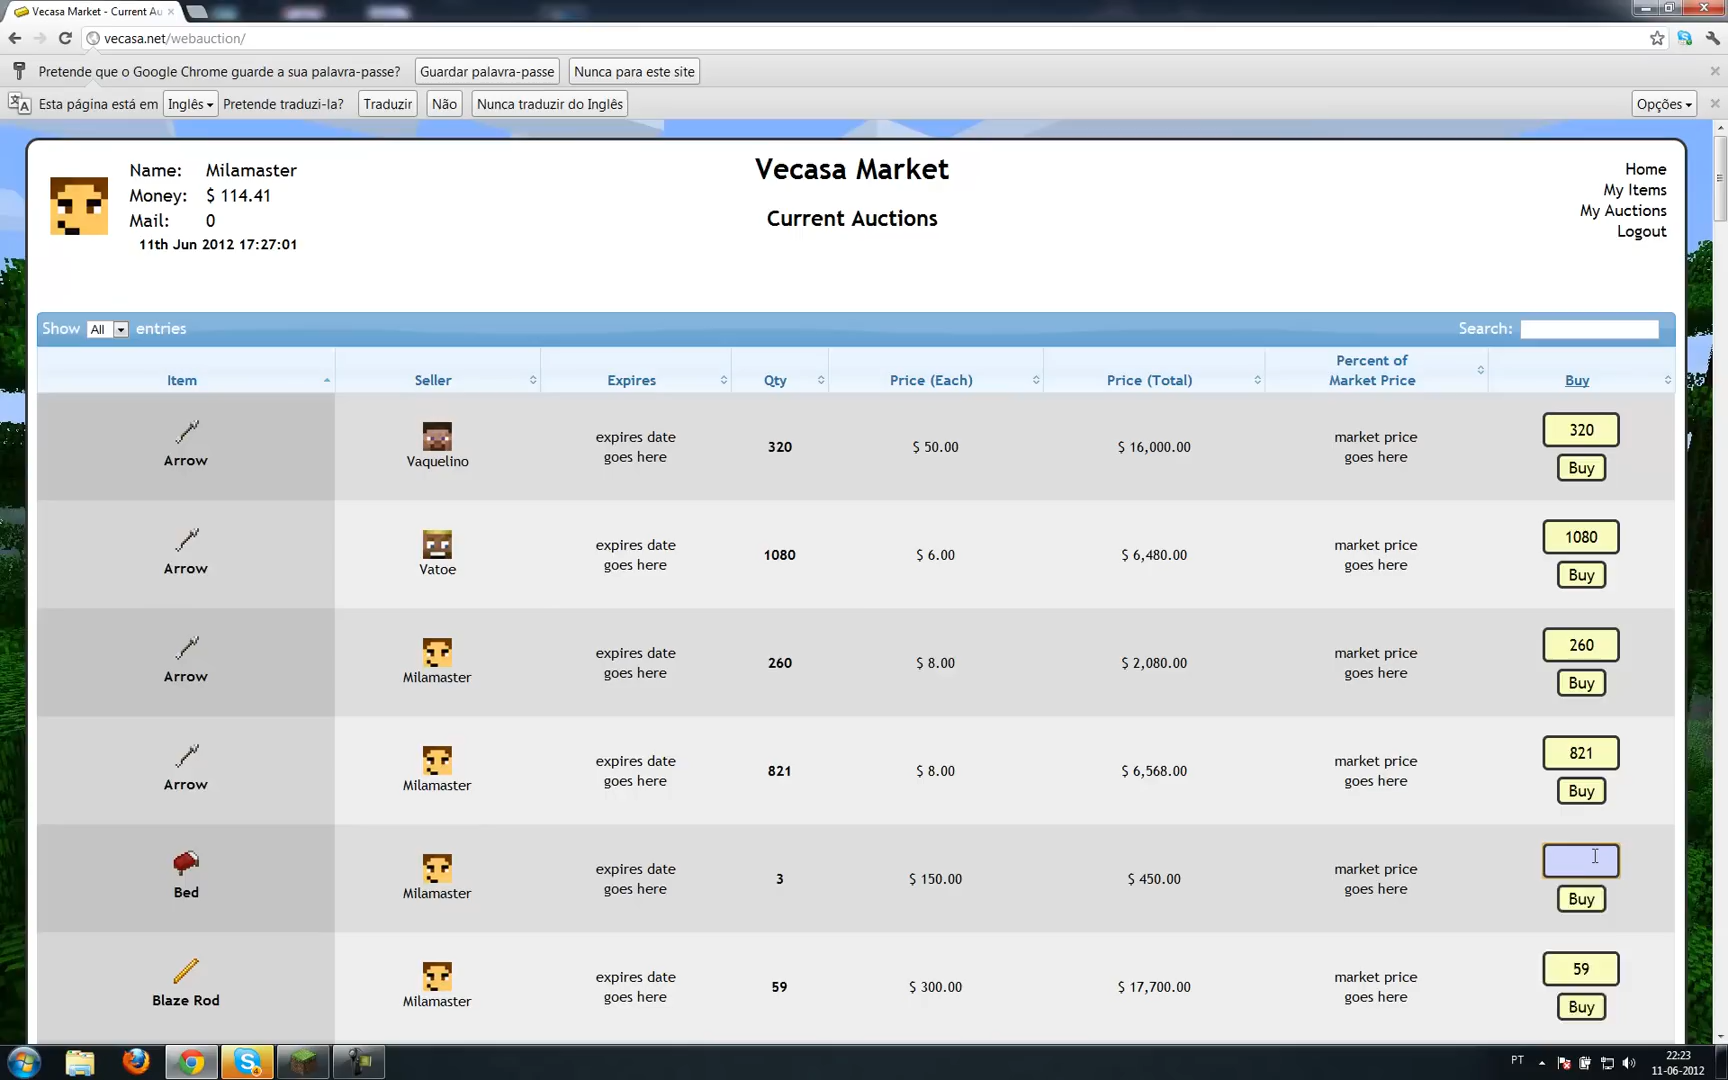 Vecasa Market - Current Au
vecasa.net/webauction/
Pretende que o Google Chrome guarde a sua palavra-passe? Guardar palavra-passe Nunca para este site
Esta página está em Inglês Pretende traduzi-la? Traduzir Não Nunca traduzir do Inglês Opções
Name: Milamaster
Money: $ 114.41
Mail: 0
11th Jun 2012 17:27:01
Vecasa Market
Current Auctions
Home
My Items
My Auctions
Logout
Show All entries Search:
Item Seller Expires Qty Price (Each) Price (Total) Percent of Market Price Buy
Arrow Vaquelino expires date goes here 320 $ 50.00 $ 16,000.00 market price goes here 320 Buy
Arrow Vatoe expires date goes here 1080 $ 6.00 $ 6,480.00 market price goes here 1080 Buy
Arrow Milamaster expires date goes here 260 $ 8.00 $ 2,080.00 market price goes here 260 Buy
Arrow Milamaster expires date goes here 821 $ 8.00 $ 6,568.00 market price goes here 821 Buy
Bed Milamaster expires date goes here 3 $ 150.00 $ 450.00 market price goes here Buy
Blaze Rod Milamaster expires date goes here 59 $ 300.00 $ 17,700.00 market price goes here 59 Buy
PT 22:23
11-06-2012